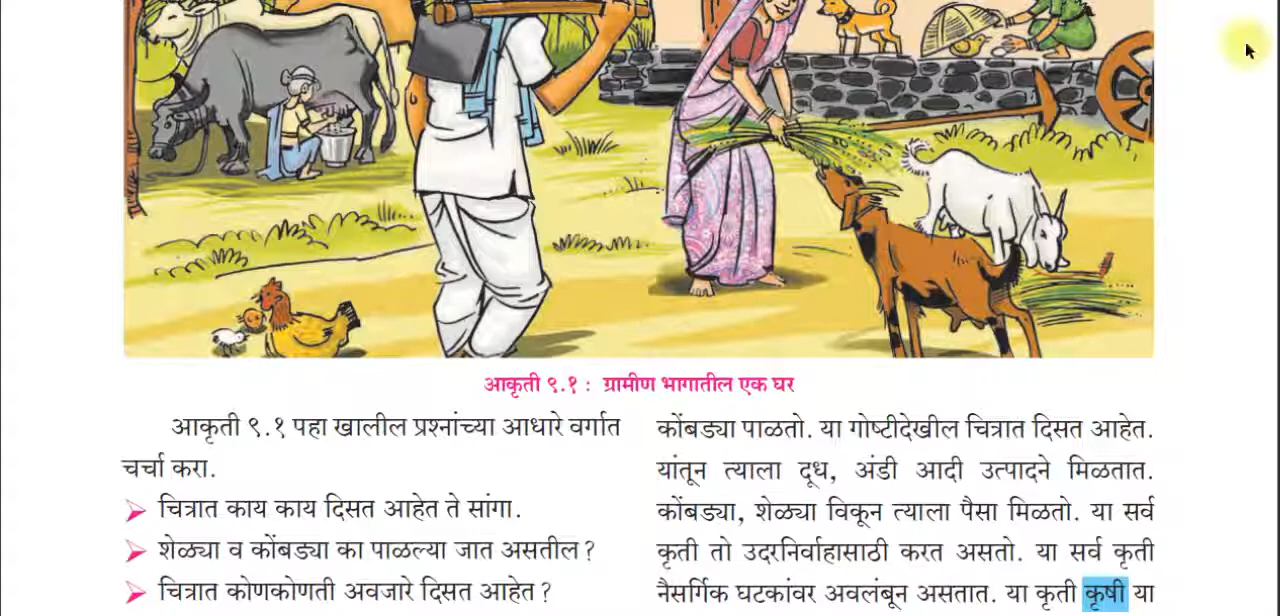 आकृती ९.१ : ग्रामीण भागातील एक घर
आकृती ९.१ पहा खालील प्रश्नांच्या आधारे वर्गात
चर्चा करा.
➢ चित्रात काय काय दिसत आहेत ते सांगा.
➢ शेळ्या व कोंबड्या का पाळल्या जात असतील ?
➢ चित्रात कोणकोणती अवजारे दिसत आहेत ?
कोंबड्या पाळतो. या गोष्टीदेखील चित्रात दिसत आहेत.
यांतून त्याला दूध, अंडी आदी उत्पादने मिळतात.
कोंबड्या, शेळ्या विकून त्याला पैसा मिळतो. या सर्व
कृती तो उदरनिर्वाहासाठी करत असतो. या सर्व कृती
नैसर्गिक घटकांवर अवलंबून असतात. या कृती कृषी या